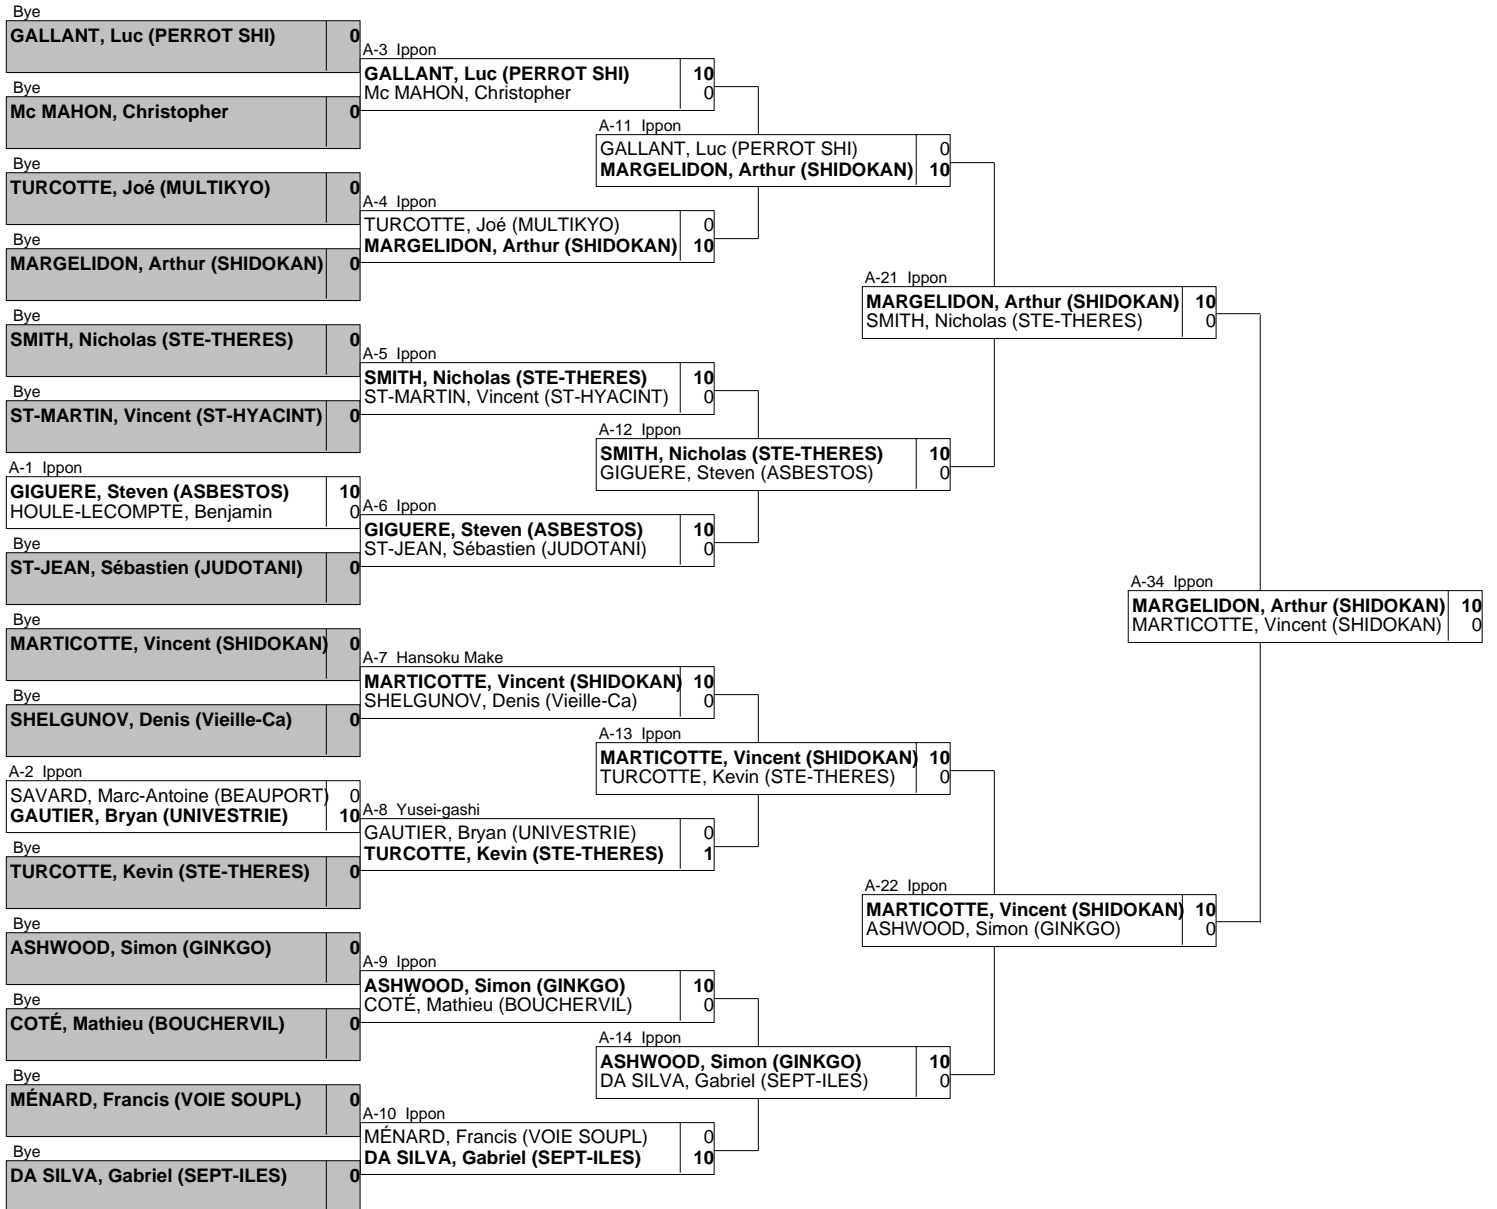 Bye
GALLANT, Luc (PERROT SHI) 0
Bye
Mc MAHON, Christopher 0
Bye
TURCOTTE, Joé (MULTIKYO) 0
Bye
MARGELIDON, Arthur (SHIDOKAN) 0
Bye
SMITH, Nicholas (STE-THERES) 0
Bye
ST-MARTIN, Vincent (ST-HYACINT) 0
A-1 Ippon
GIGUERE, Steven (ASBESTOS) 10
HOULE-LECOMPTE, Benjamin 0
Bye
ST-JEAN, Sébastien (JUDOTANI) 0
Bye
MARTICOTTE, Vincent (SHIDOKAN) 0
Bye
SHELGUNOV, Denis (Vieille-Ca) 0
A-2 Ippon
SAVARD, Marc-Antoine (BEAUPORT) 0
GAUTIER, Bryan (UNIVESTRIE) 10
Bye
TURCOTTE, Kevin (STE-THERES) 0
Bye
ASHWOOD, Simon (GINKGO) 0
Bye
COTÉ, Mathieu (BOUCHERVIL) 0
Bye
MÉNARD, Francis (VOIE SOUPL) 0
Bye
DA SILVA, Gabriel (SEPT-ILES) 0
A-3 Ippon
GALLANT, Luc (PERROT SHI) 10
Mc MAHON, Christopher 0
A-4 Ippon
TURCOTTE, Joé (MULTIKYO) 0
MARGELIDON, Arthur (SHIDOKAN) 10
A-5 Ippon
SMITH, Nicholas (STE-THERES) 10
ST-MARTIN, Vincent (ST-HYACINT) 0
A-6 Ippon
GIGUERE, Steven (ASBESTOS) 10
ST-JEAN, Sébastien (JUDOTANI) 0
A-7 Hansoku Make
MARTICOTTE, Vincent (SHIDOKAN) 10
SHELGUNOV, Denis (Vieille-Ca) 0
A-8 Yusei-gashi
GAUTIER, Bryan (UNIVESTRIE) 0
TURCOTTE, Kevin (STE-THERES) 1
A-9 Ippon
ASHWOOD, Simon (GINKGO) 10
COTÉ, Mathieu (BOUCHERVIL) 0
A-10 Ippon
MÉNARD, Francis (VOIE SOUPL) 0
DA SILVA, Gabriel (SEPT-ILES) 10
A-11 Ippon
GALLANT, Luc (PERROT SHI) 0
MARGELIDON, Arthur (SHIDOKAN) 10
A-12 Ippon
SMITH, Nicholas (STE-THERES) 10
GIGUERE, Steven (ASBESTOS) 0
A-13 Ippon
MARTICOTTE, Vincent (SHIDOKAN) 10
TURCOTTE, Kevin (STE-THERES) 0
A-14 Ippon
ASHWOOD, Simon (GINKGO) 10
DA SILVA, Gabriel (SEPT-ILES) 0
A-21 Ippon
MARGELIDON, Arthur (SHIDOKAN) 10
SMITH, Nicholas (STE-THERES) 0
A-22 Ippon
MARTICOTTE, Vincent (SHIDOKAN) 10
ASHWOOD, Simon (GINKGO) 0
A-34 Ippon
MARGELIDON, Arthur (SHIDOKAN) 10
MARTICOTTE, Vincent (SHIDOKAN) 0